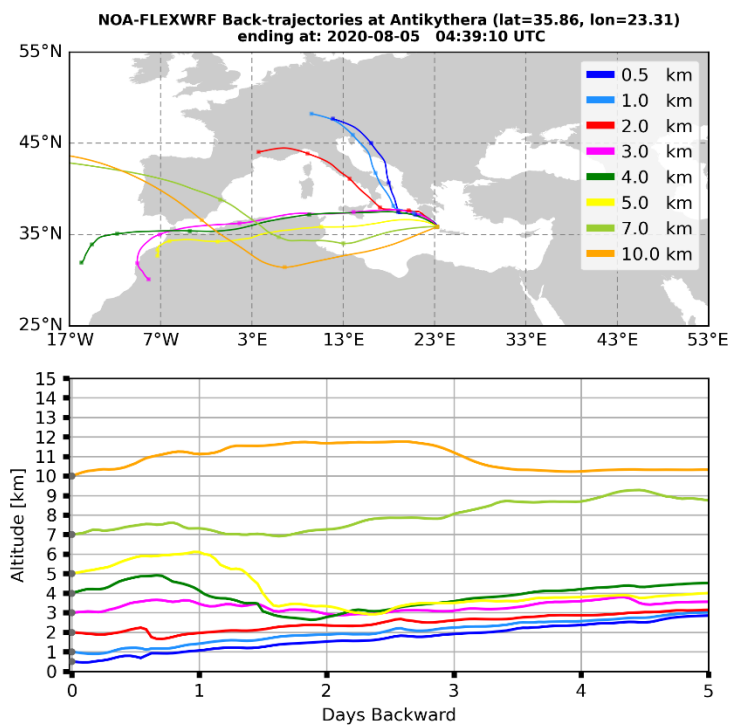 NOA-FLEXWRF Back-trajectories at Antikythera (lat=35.86, lon=23.31)
ending at: 2020-08-05   04:39:10 UTC
55°N
45°N
35°N
25°N
17°W
7°W
3°E
13°E
23°E
33°E
43°E
53°E
0.5   km
1.0   km
2.0   km
3.0   km
4.0   km
5.0   km
7.0   km
10.0  km
Altitude [km]
15
14
13
12
11
10
9
8
7
6
5
4
3
2
1
0
0
1
2
3
4
5
Days Backward